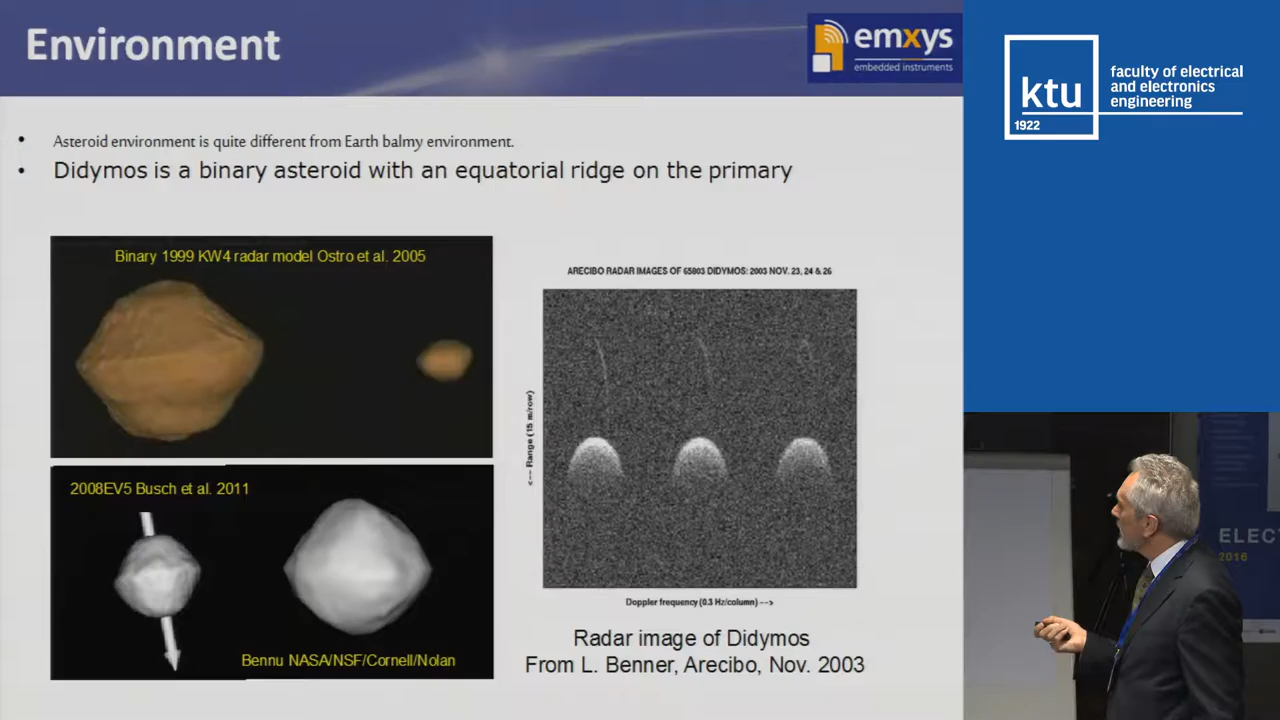 Environment
emxys
embedded instruments
ktu
1922
faculty of electrical
and electronics
engineering
• Asteroid environment is quite different from Earth balmy environment.
• Didymos is a binary asteroid with an equatorial ridge on the primary
Binary 1999 KW4 radar model Ostro et al. 2005
2008EV5 Busch et al. 2011
Bennu NASA/NSF/Cornell/Nolan
ARECIBO RADAR IMAGES OF 65803 DIDYMOS: 2003 NOV. 23, 24 & 26
<--- Range (15 m/row)
Doppler frequency (0.3 Hz/column) --->
Radar image of Didymos
From L. Benner, Arecibo, Nov. 2003
ELEC
2016